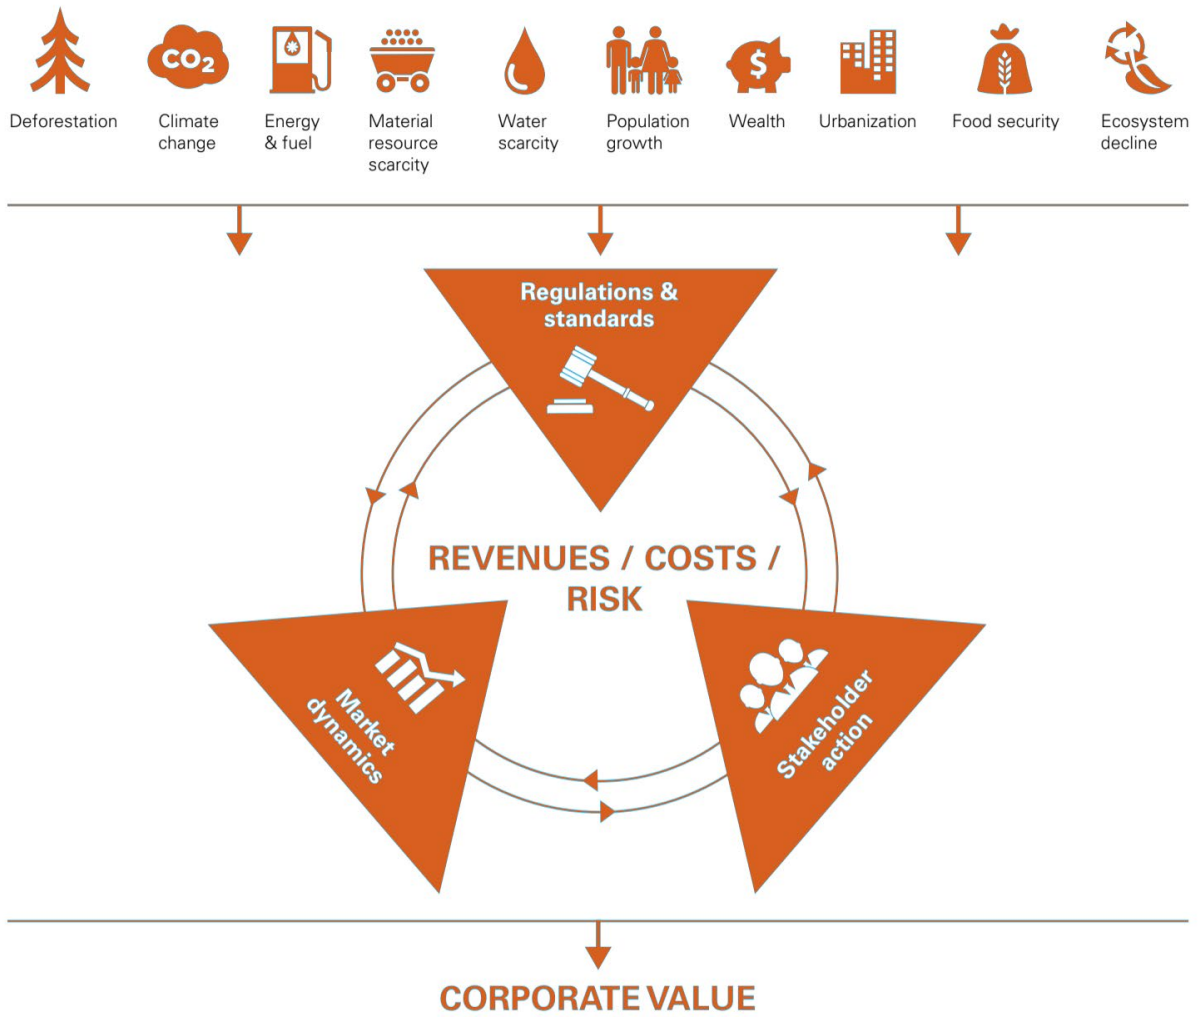 CO2
$
Deforestation
Climate
change
Energy
& fuel
Material
resource
scarcity
Water
scarcity
Population
growth
Wealth
Urbanization
Food security
Ecosystem
decline
Regulations &
standards
REVENUES / COSTS /
RISK
Market
dynamics
Stakeholder
action
CORPORATE VALUE